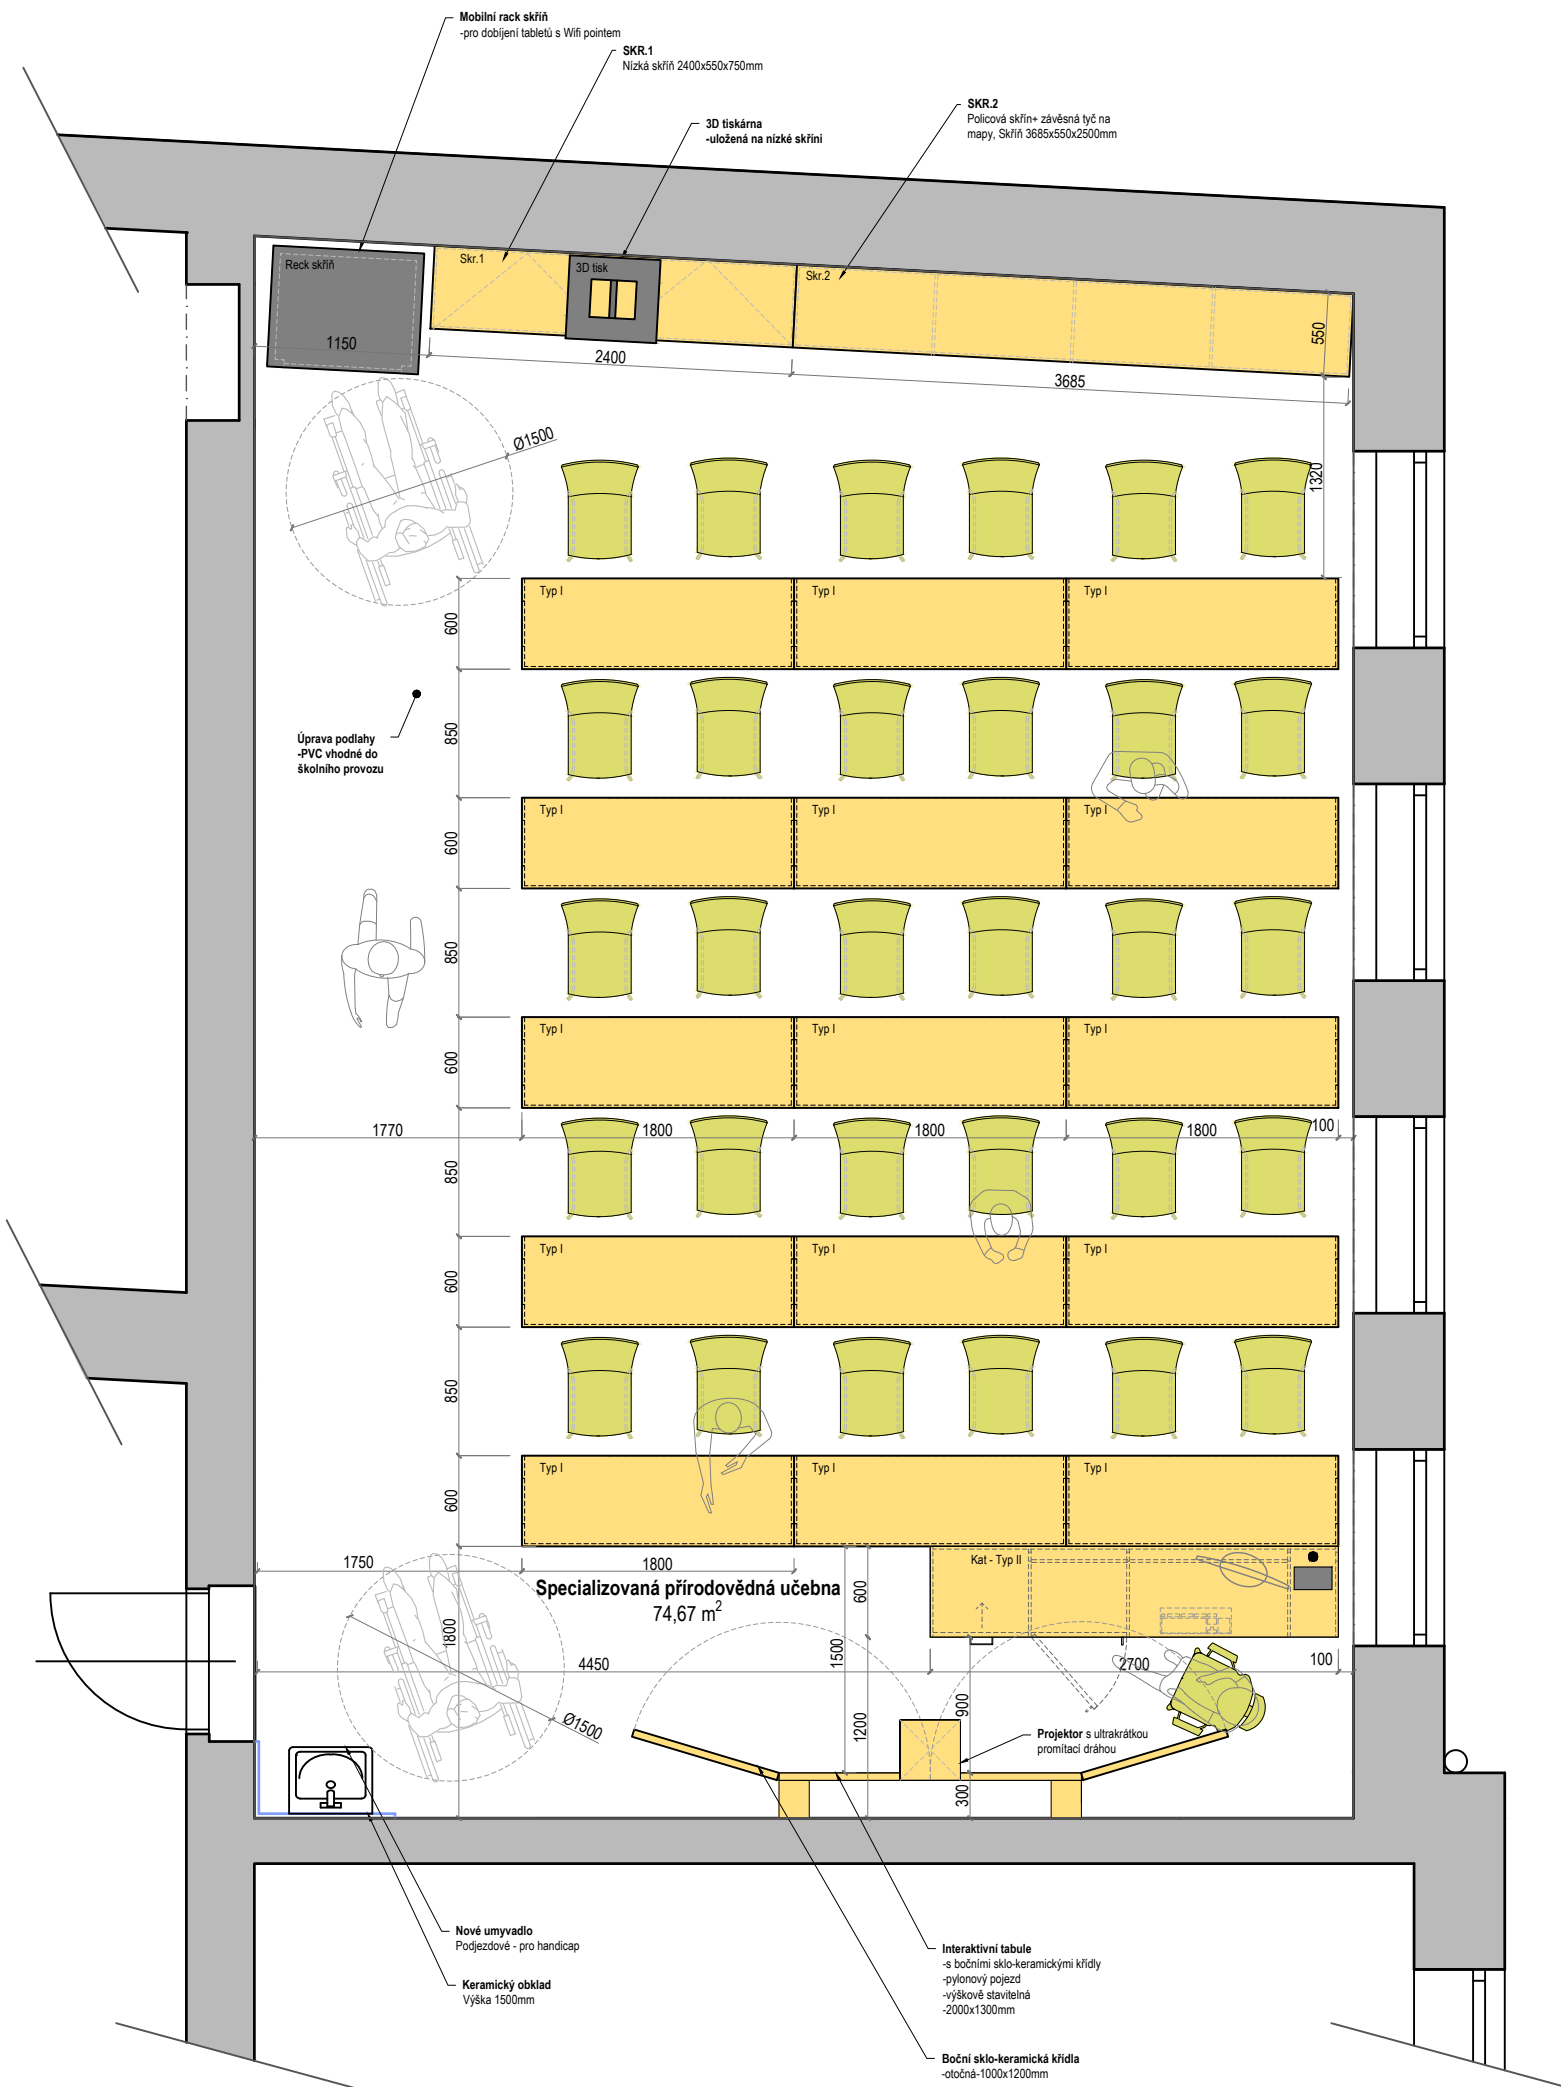 Mobilní rack skříň
-pro dobíjení tabletů s Wifi pointem
SKR.1
Nízká skříň 2400x550x750mm
SKR.2
Policová skřín+ závěsná tyč na
mapy, Skříň 3685x550x2500mm
3D tiskárna
-uložená na nízké skříni
Reck skříň
Skr.1
3D tisk
Skr.2
1150
2400
3685
550
Ø1500
1320
Typ I
Typ I
Typ I
600
Úprava podlahy
-PVC vhodné do
školního provozu
850
Typ I
Typ I
Typ I
600
850
Typ I
Typ I
Typ I
600
1770
1800
1800
1800
100
850
Typ I
Typ I
Typ I
600
850
Typ I
Typ I
Typ I
600
1750
1800
Kat - Typ II
Specializovaná přírodovědná učebna
74,67 m²
600
1800
1500
4450
2700
100
900
1200
Ø1500
Projektor s ultrakrátkou
promítací dráhou
300
Nové umyvadlo
Podjezdové - pro handicap
Keramický obklad
Výška 1500mm
Interaktivní tabule
-s bočními sklo-keramickými křídly
-pylonový pojezd
-výškově stavitelná
-2000x1300mm
Boční sklo-keramická křídla
-otočná-1000x1200mm